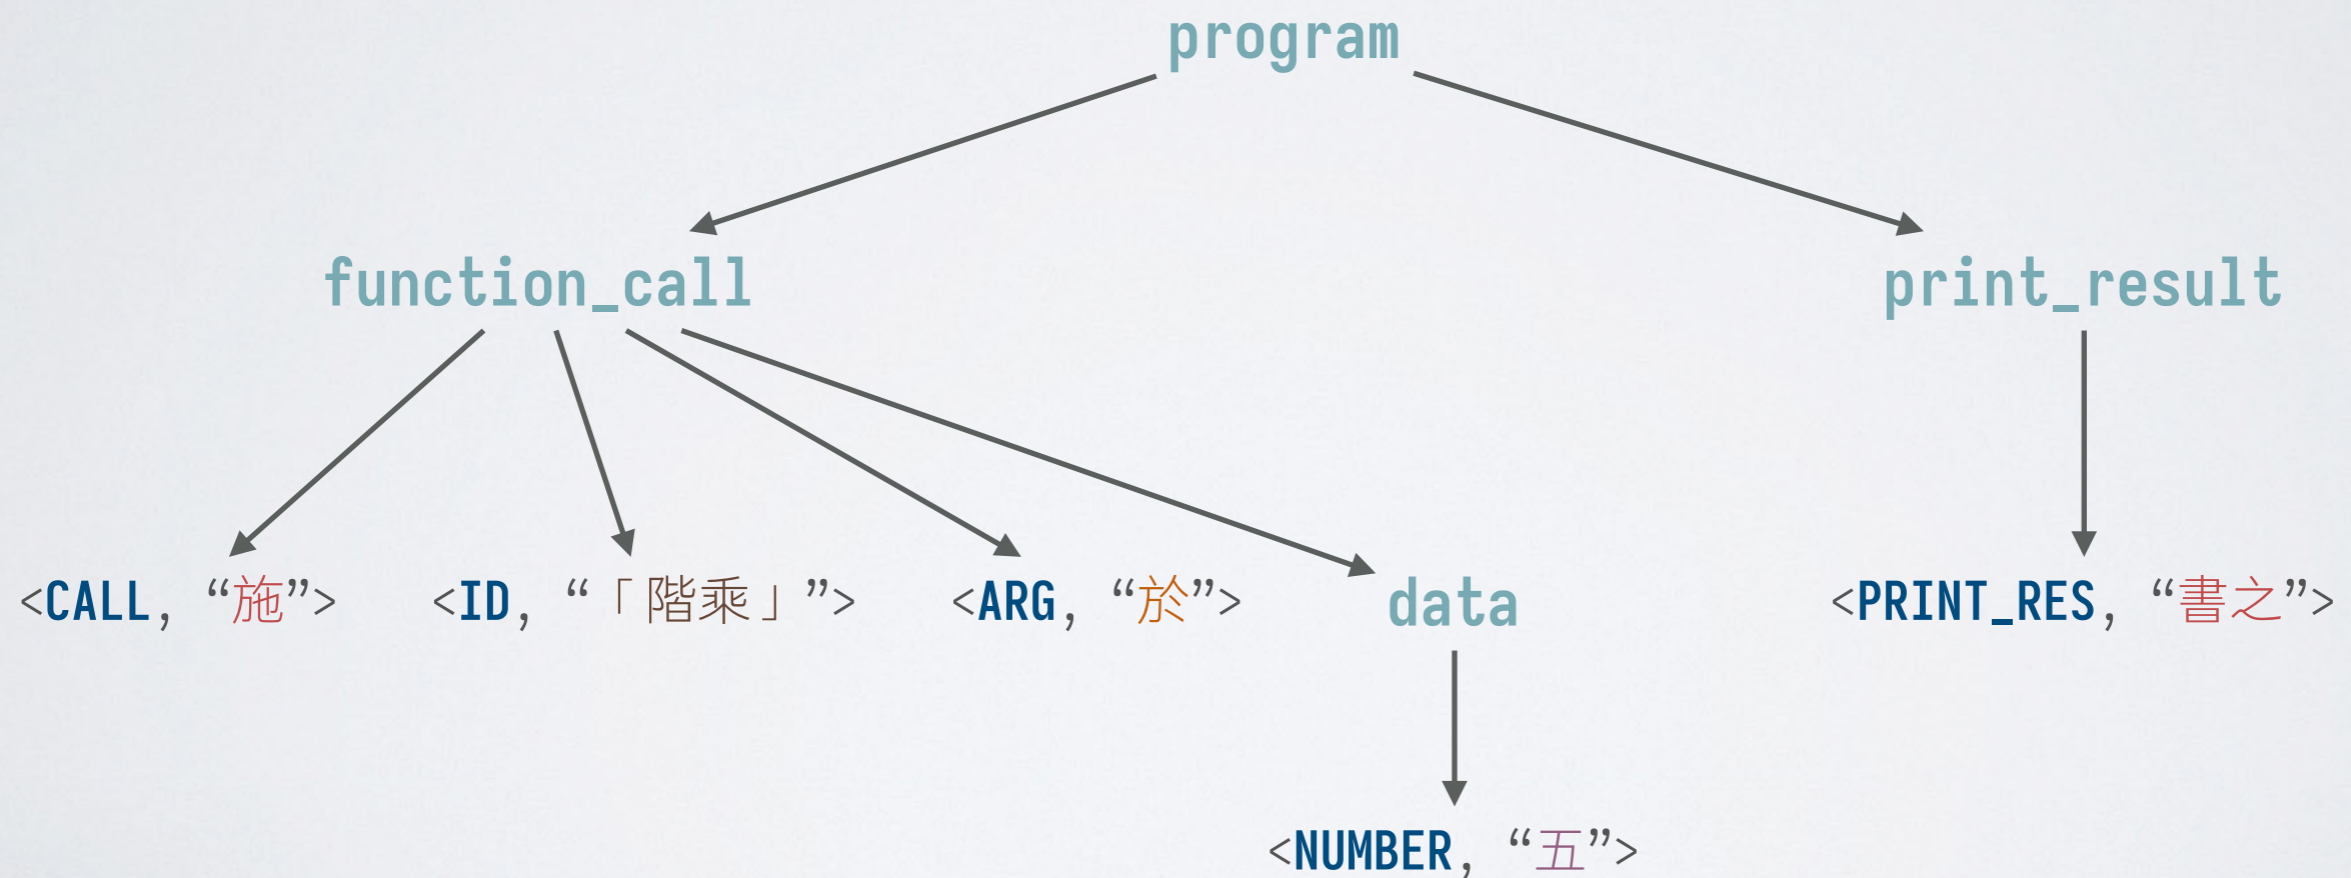 program
function_call print_result
<CALL, “施”> <ID, “「階乘」”> <ARG, “於”> data <PRINT_RES, “書之”>
<NUMBER, “五”>